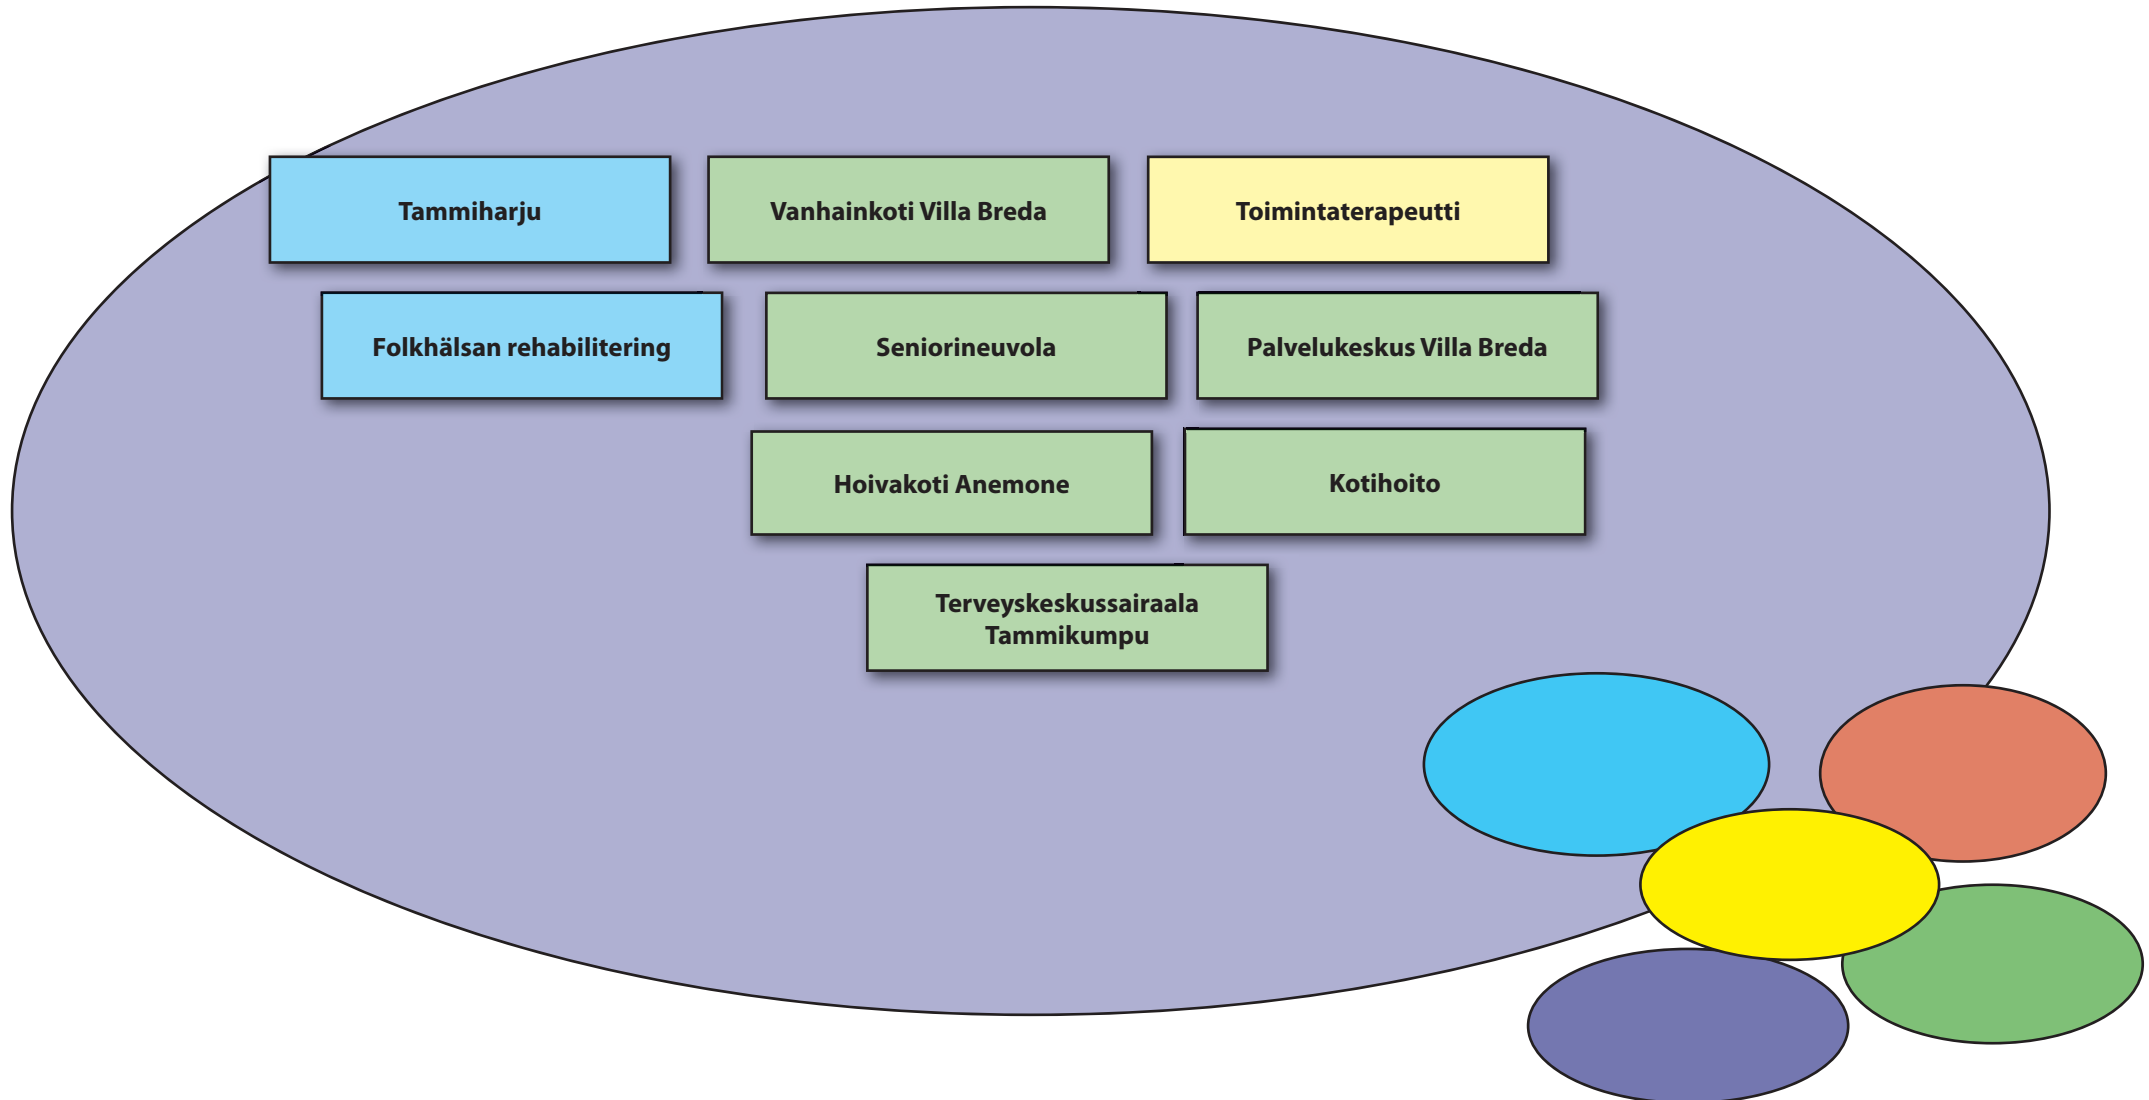 Tammiharju
Vanhainkoti Villa Breda
Toimintaterapeutti
Folkhälsan rehabilitering
Seniorineuvola
Palvelukeskus Villa Breda
Hoivakoti Anemone
Kotihoito
Terveyskeskussairaala
Tammikumpu